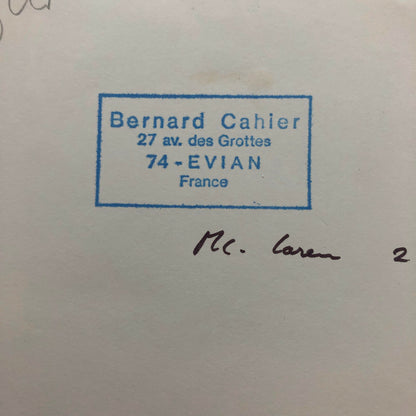 Bernard Cahier
27 av. des Grottes
74 - EVIAN
France
Mc. Laren 2